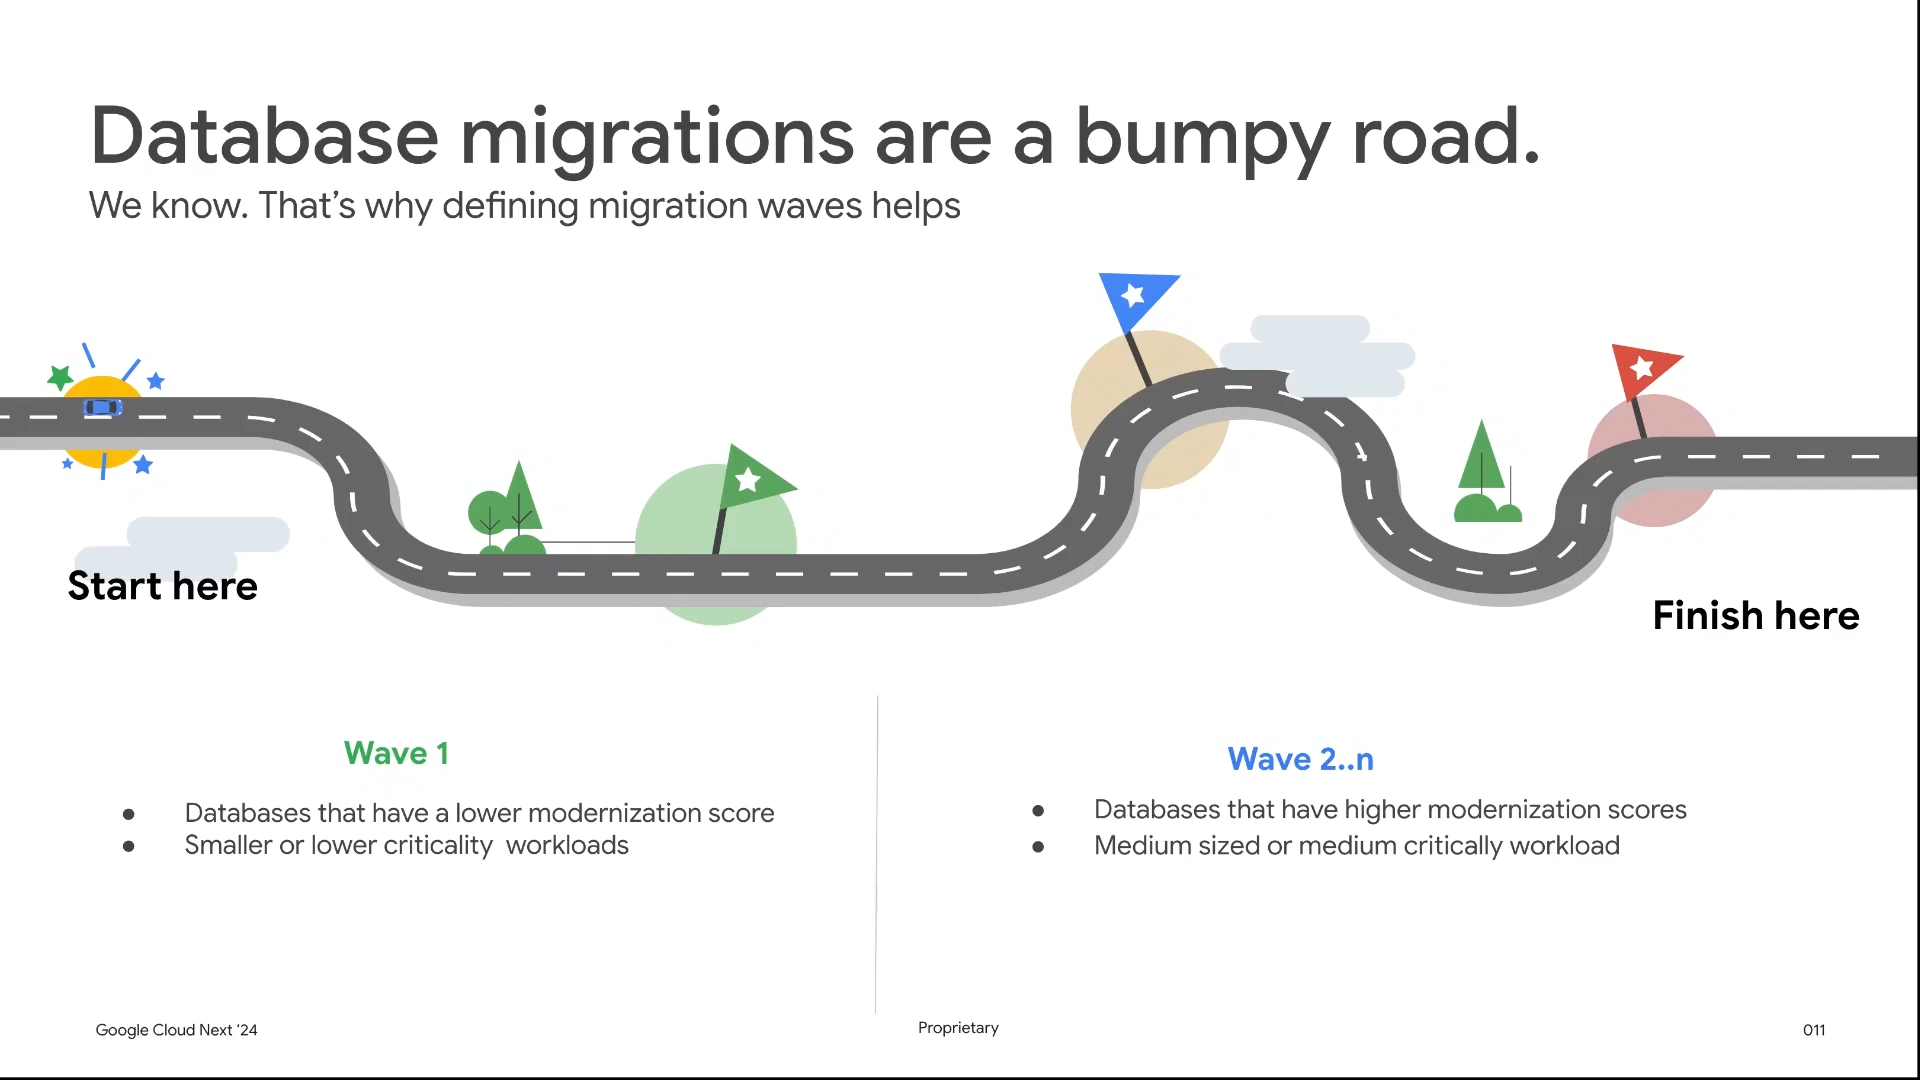 Database migrations are a bumpy road.
We know. That's why defining migration waves helps
Start here
Finish here
Wave 1
● Databases that have a lower modernization score
● Smaller or lower criticality  workloads
Wave 2..n
● Databases that have higher modernization scores
● Medium sized or medium critically workload
Google Cloud Next ‘24
Proprietary
011